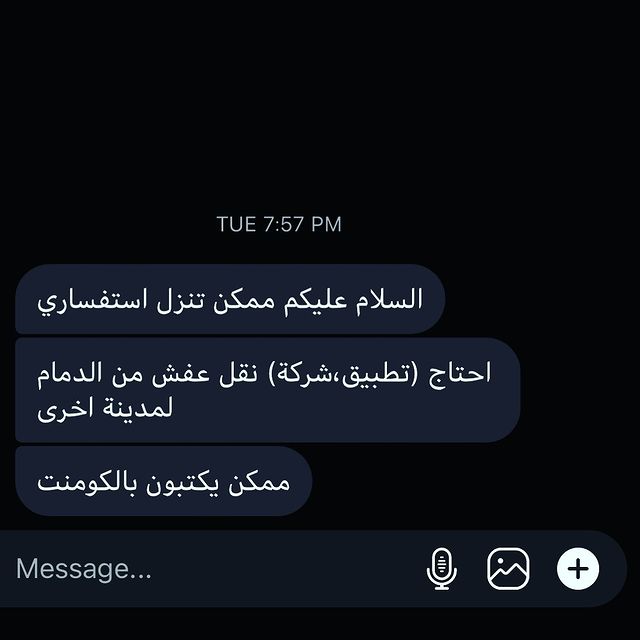 TUE 7:57 PM
السلام عليكم ممكن تنزل استفساري
احتاج (تطبيق،شركة) نقل عفش من الدمام
لمدينة اخرى
ممكن يكتبون بالكومنت
Message...